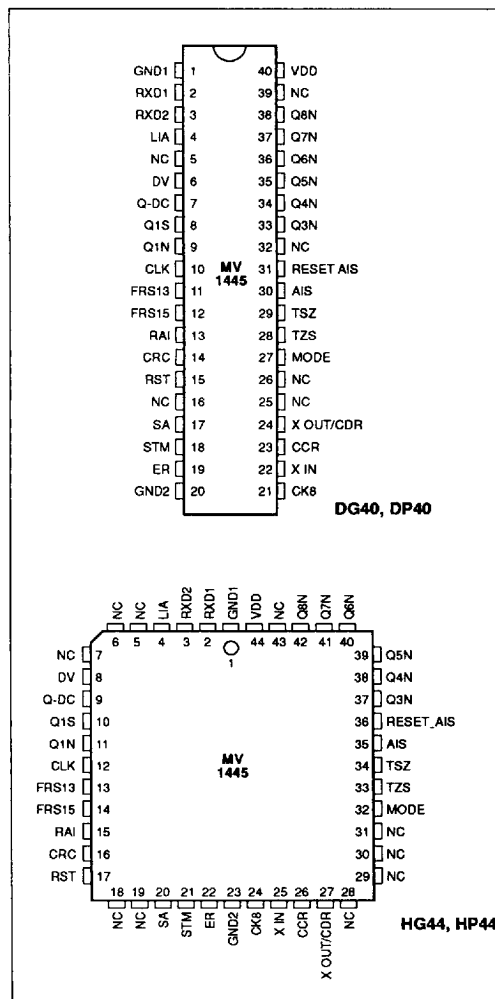 GND1 1 40 VDD
RXD1 2 39 NC
RXD2 3 38 Q8N
LIA 4 37 Q7N
NC 5 36 Q6N
DV 6 35 Q5N
Q-DC 7 34 Q4N
Q1S 8 33 Q3N
Q1N 9 32 NC
CLK 10 MV 1445 31 RESET AIS
FRS13 11 30 AIS
FRS15 12 29 TSZ
RAI 13 28 TZS
CRC 14 27 MODE
RST 15 26 NC
NC 16 25 NC
SA 17 24 X OUT/CDR
STM 18 23 CCR
ER 19 22 X IN
GND2 20 21 CK8
DG40, DP40
NC NC LIA RXD2 RXD1 GND1 VDD NC Q8N Q7N Q6N
6 5 4 3 2 1 44 43 42 41 40
NC 7 39 Q5N
DV 8 38 Q4N
Q-DC 9 37 Q3N
Q1S 10 36 RESET_AIS
Q1N 11 35 AIS
CLK 12 MV 1445 34 TSZ
FRS13 13 33 TZS
FRS15 14 32 MODE
RAI 15 31 NC
CRC 16 30 NC
RST 17 29 NC
18 19 20 21 22 23 24 25 26 27 28
NC NC SA STM ER GND2 CK8 X IN CCR X OUT/CDR NC
HG44, HP44